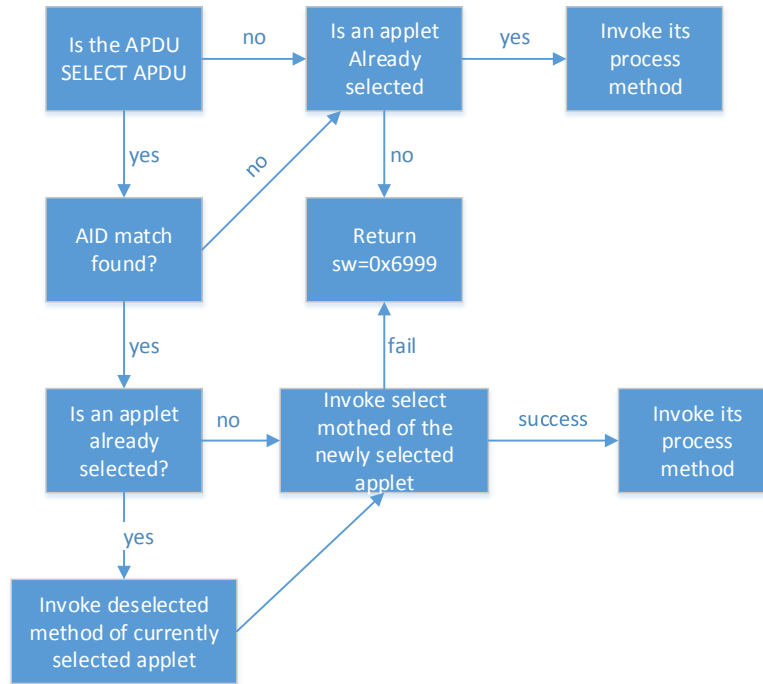 Is the APDU
SELECT APDU
no
Is an applet
Already
selected
yes
Invoke its
process
method
yes
no
no
AID match
found?
Return
sw=0x6999
yes
fail
Is an applet
already
selected?
no
Invoke select
mothed of the
newly selected
applet
success
Invoke its
process
method
yes
Invoke deselected
method of currently
selected applet